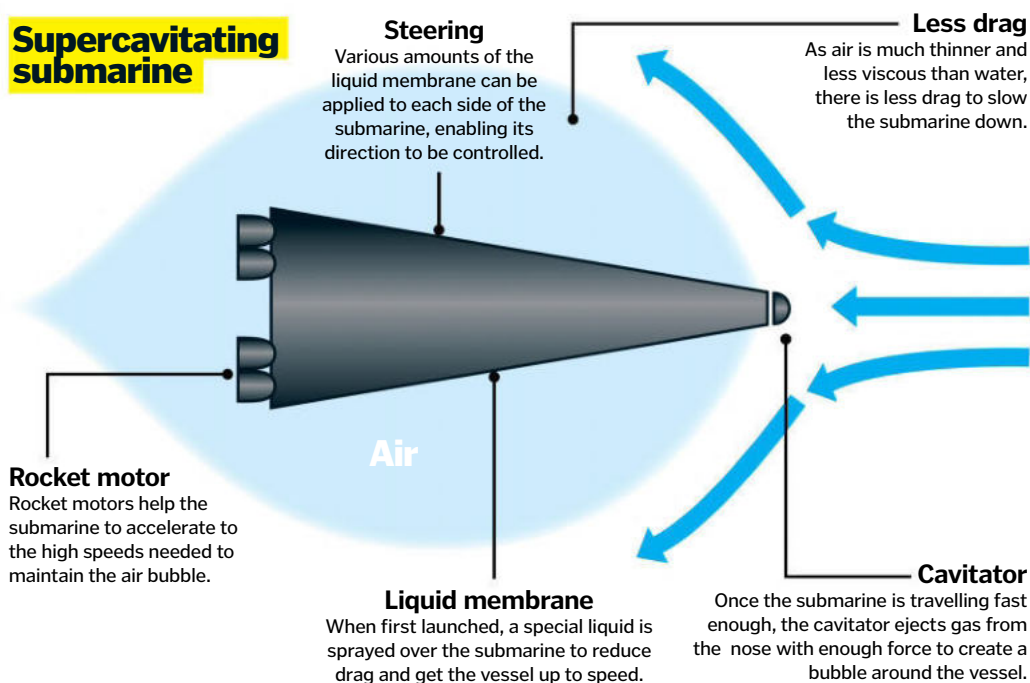 Supercavitating
submarine
Steering
Various amounts of the
liquid membrane can be
applied to each side of the
submarine, enabling its
direction to be controlled.
Less drag
As air is much thinner and
less viscous than water,
there is less drag to slow
the submarine down.
Air
Rocket motor
Rocket motors help the
submarine to accelerate to
the high speeds needed to
maintain the air bubble.
Liquid membrane
When first launched, a special liquid is
sprayed over the submarine to reduce
drag and get the vessel up to speed.
Cavitator
Once the submarine is travelling fast
enough, the cavitator ejects gas from
the nose with enough force to create a
bubble around the vessel.